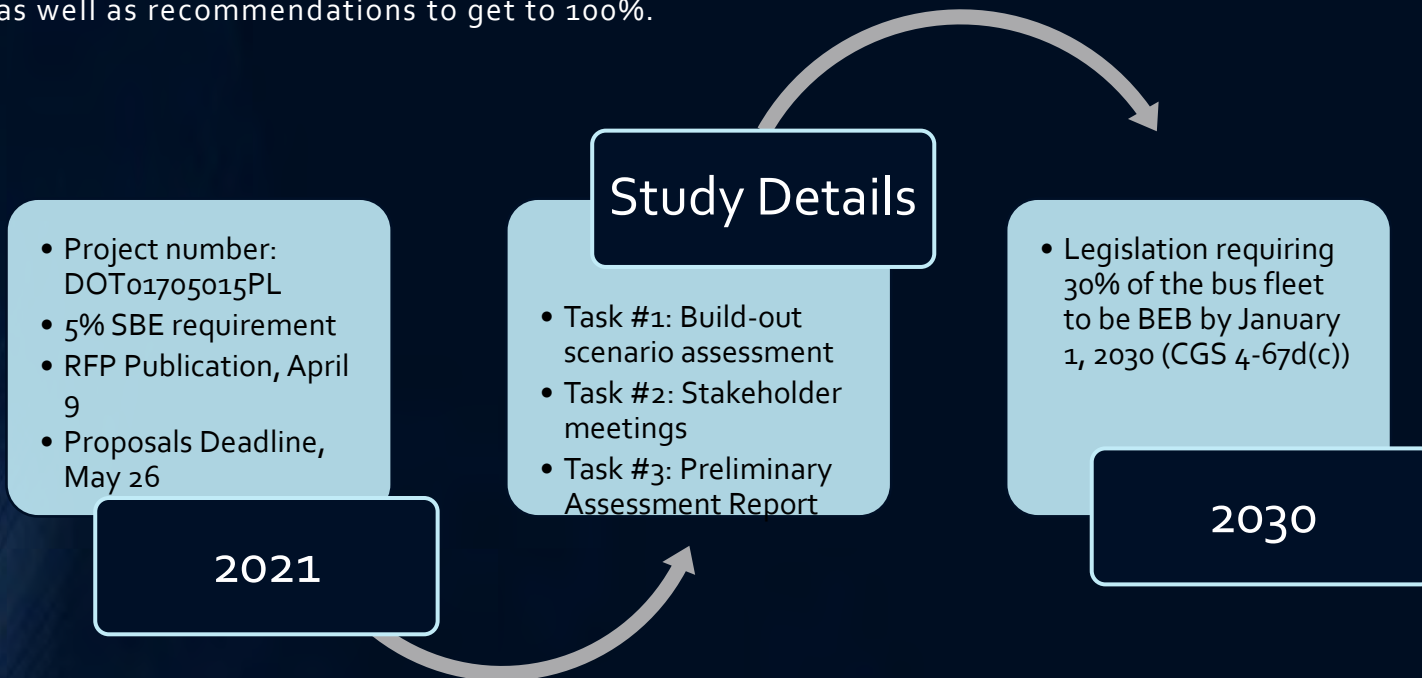 as well as recommendations to get to 100%.
• Project number:
DOT01705015PL
• 5% SBE requirement
• RFP Publication, April
9
• Proposals Deadline,
May 26
2021
Study Details
• Task #1: Build-out
scenario assessment
• Task #2: Stakeholder
meetings
• Task #3: Preliminary
Assessment Report
• Legislation requiring
30% of the bus fleet
to be BEB by January
1, 2030 (CGS 4-67d(c))
2030